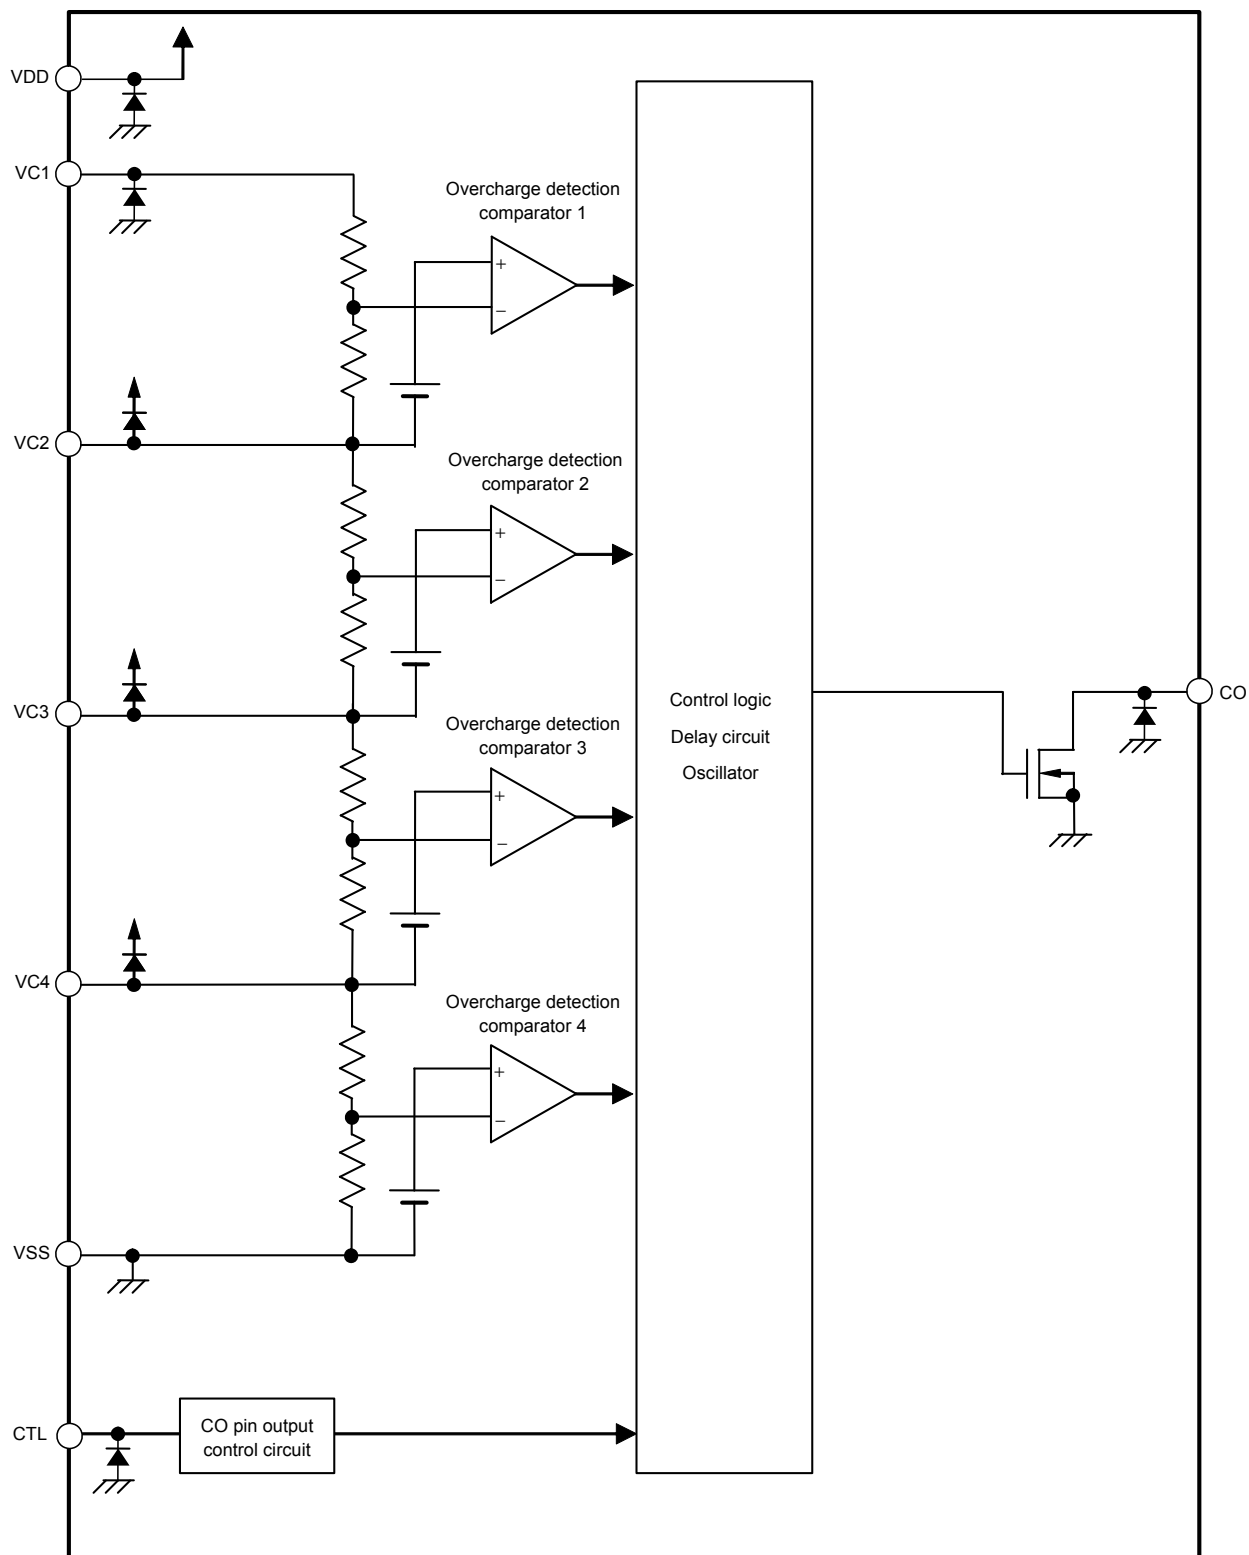 VDD
VC1
Overcharge detection
comparator 1
+
−
VC2
Overcharge detection
comparator 2
+
−
VC3
Overcharge detection
comparator 3
+
−
VC4
Overcharge detection
comparator 4
+
−
VSS
Control logic
Delay circuit
Oscillator
CO
CTL
CO pin output
control circuit